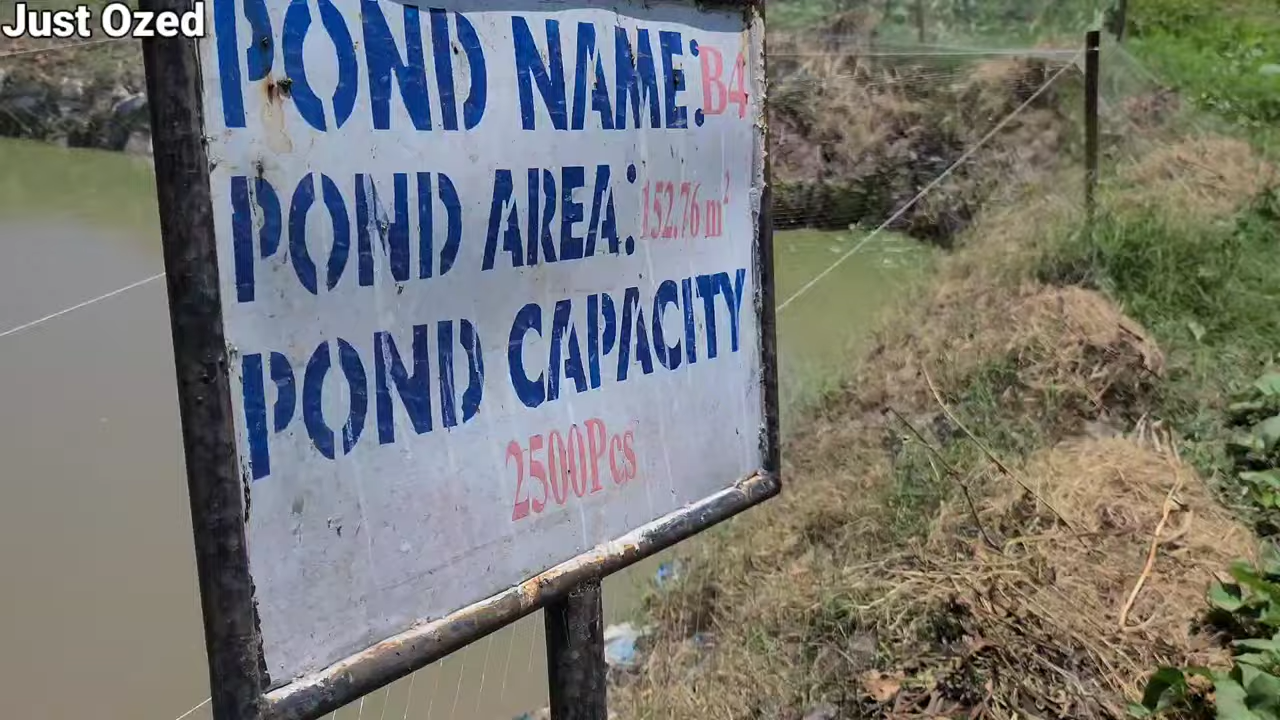 Just Ozed
POND NAME: B4
POND AREA: 152.76 m²
POND CAPACITY
2500Pcs